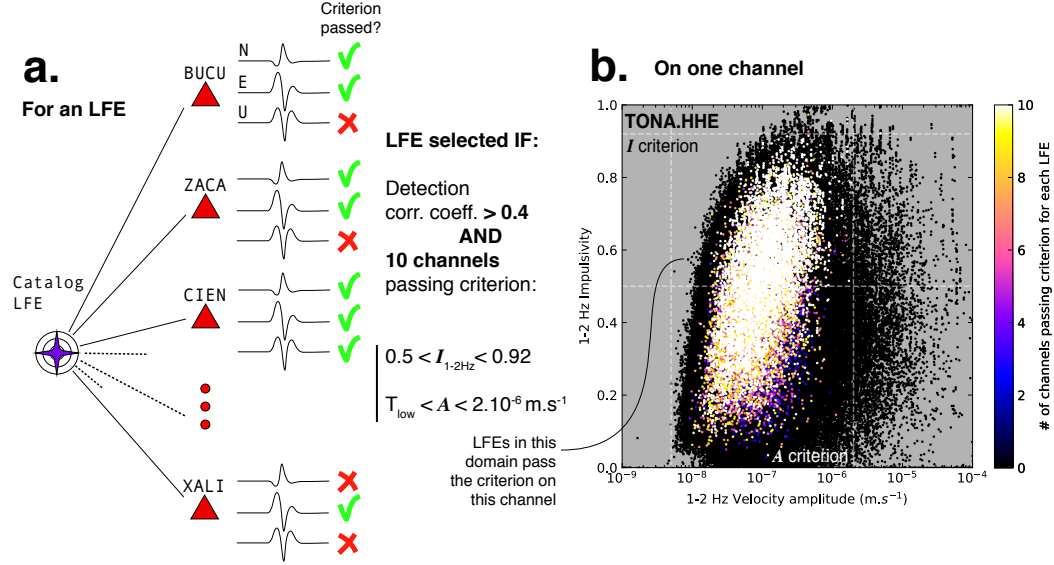 a.
For an LFE
Criterion
passed?
BUCU
N
E
U
ZACA
CIEN
XALI
Catalog
LFE
LFE selected IF:
Detection
corr. coeff. > 0.4
AND
10 channels
passing criterion:
0.5 < I1-2Hz < 0.92
Tlow < A < 2.10-6 m.s-1
LFEs in this
domain pass
the criterion on
this channel
b.
On one channel
TONA.HHE
I criterion
A criterion
1-2 Hz Impulsivity
1.0
0.8
0.6
0.4
0.2
0.0
10⁻⁹ 10⁻⁸ 10⁻⁷ 10⁻⁶ 10⁻⁵ 10⁻⁴
1-2 Hz Velocity amplitude (m.s⁻¹)
10
8
6
4
2
0
# of channels passing criterion for each LFE